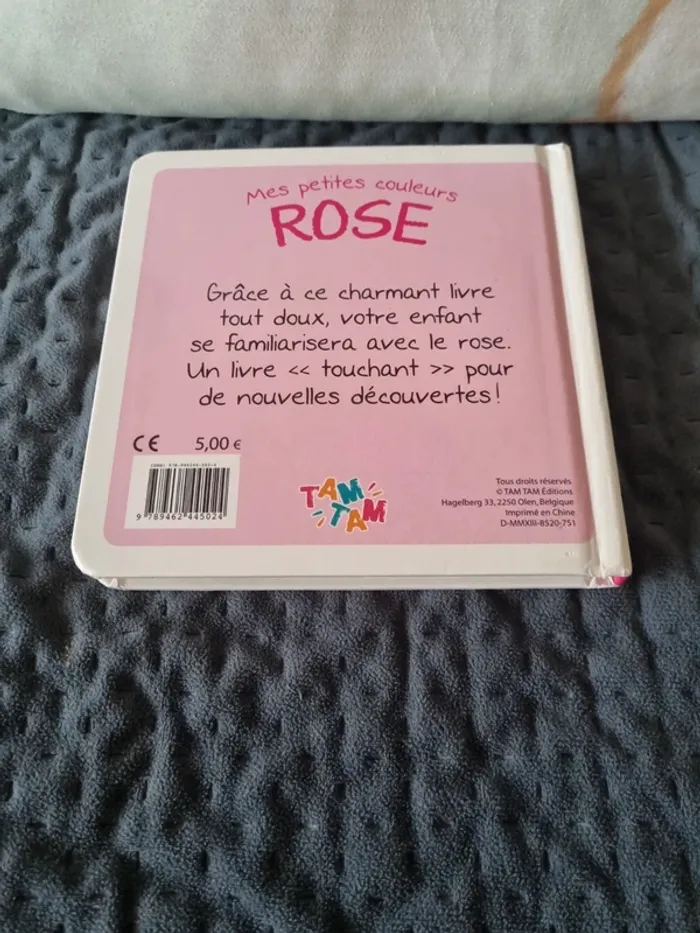 Mes petites couleurs
ROSE
Grâce à ce charmant livre
tout doux, votre enfant
se familiarisera avec le rose.
Un livre << touchant >> pour
de nouvelles découvertes!
CE 5,00 €
9 789462 445024
TAM
TAM
Tous droits réservés
© TAM TAM Éditions
Hagelberg 33, 2250 Olen, Belgique
Imprimé en Chine
D-MMXIII-8520-751